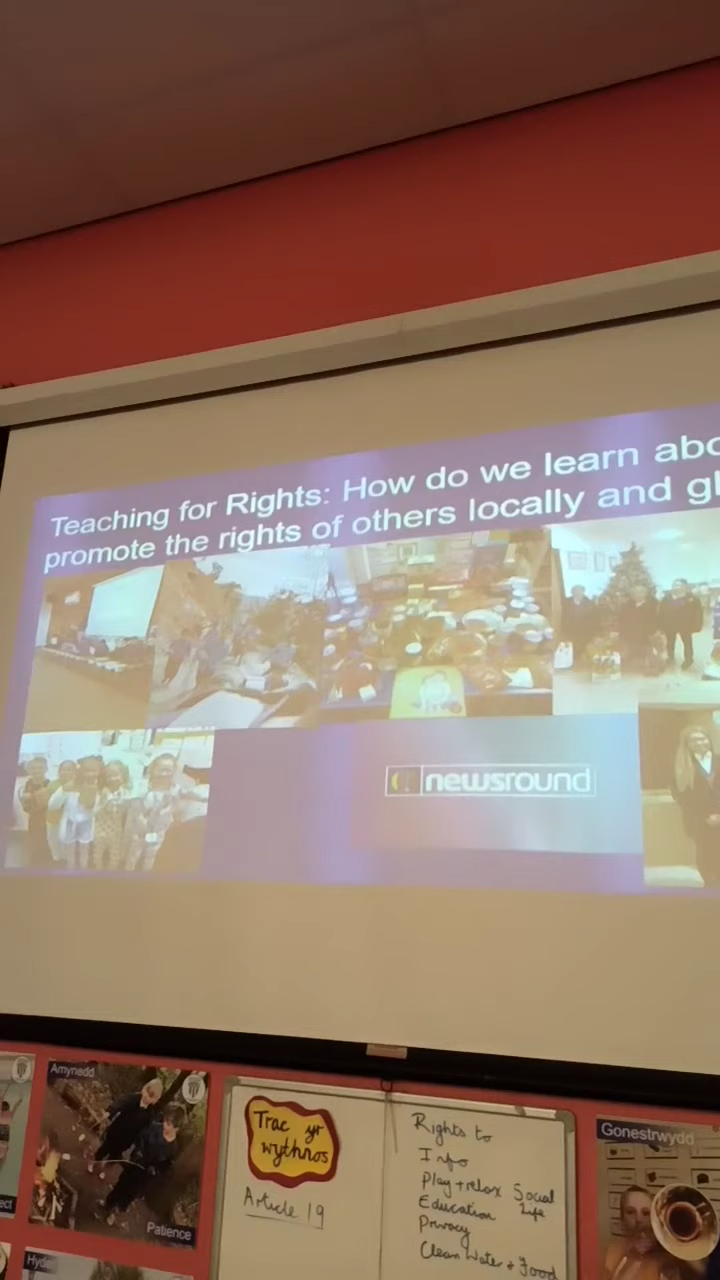 Teaching for Rights: How do we learn abo
promote the rights of others locally and gl
newsround
Amynedd
Patience
ect
Hyd
Trac yr
wythnos
Article 19
Rights to
Info
Play + relax Social
Life
Education
Privacy
Clean Water + Food
Gonestrwydd